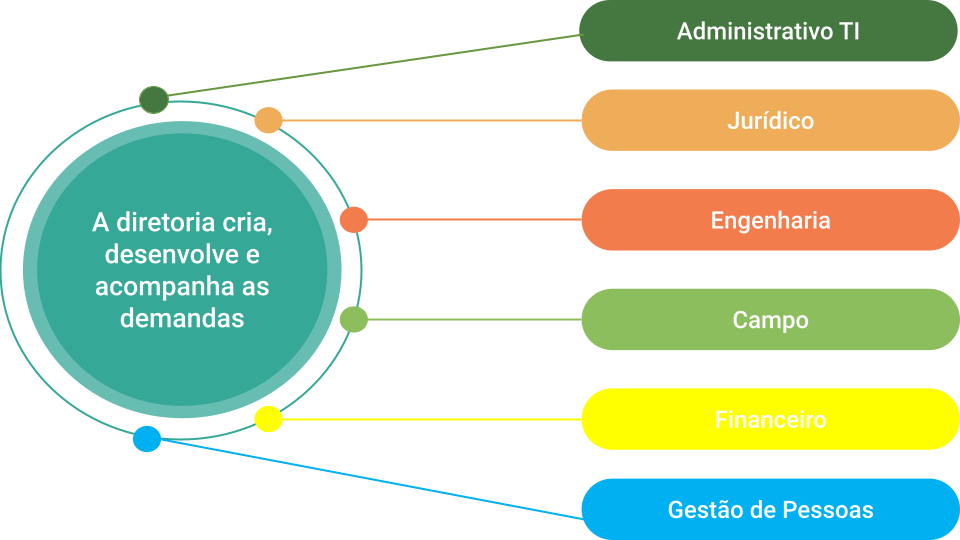 A diretoria cria,
desenvolve e
acompanha as
demandas
Administrativo TI
Jurídico
Engenharia
Campo
Financeiro
Gestão de Pessoas